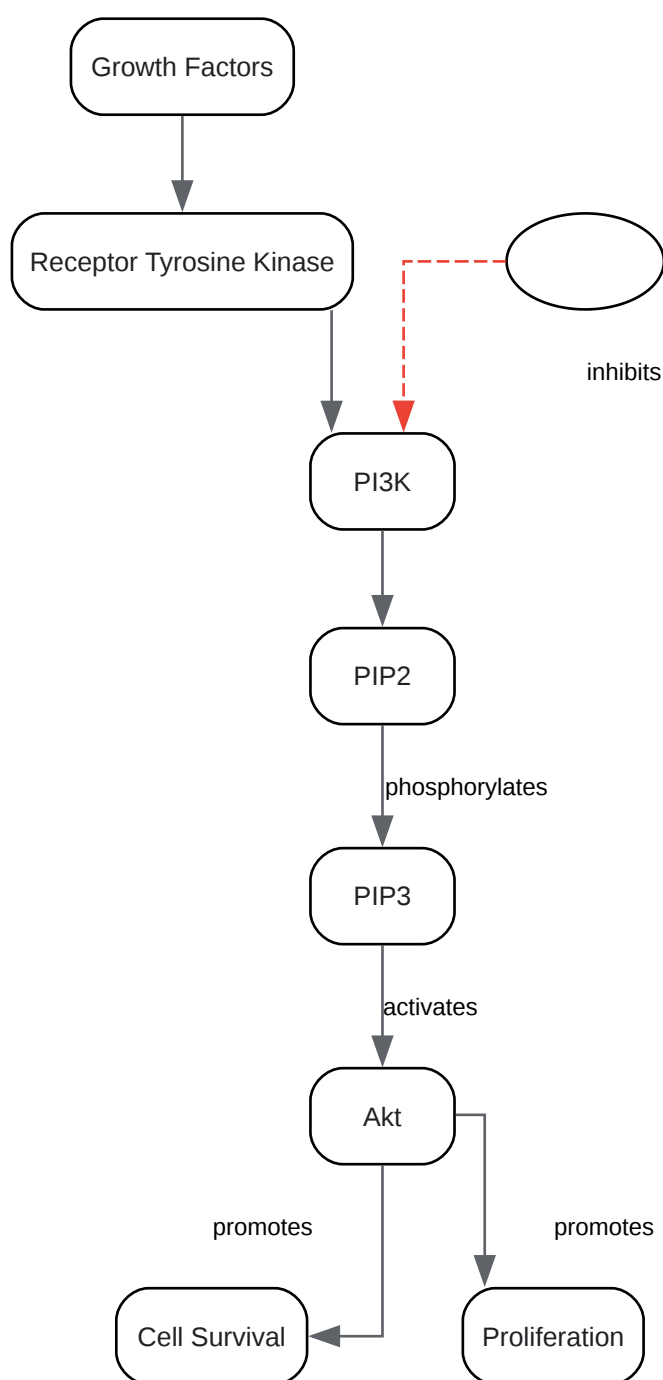 Growth Factors
Receptor Tyrosine Kinase
inhibits
PI3K
PIP2
phosphorylates
PIP3
activates
Akt
promotes
promotes
Cell Survival
Proliferation